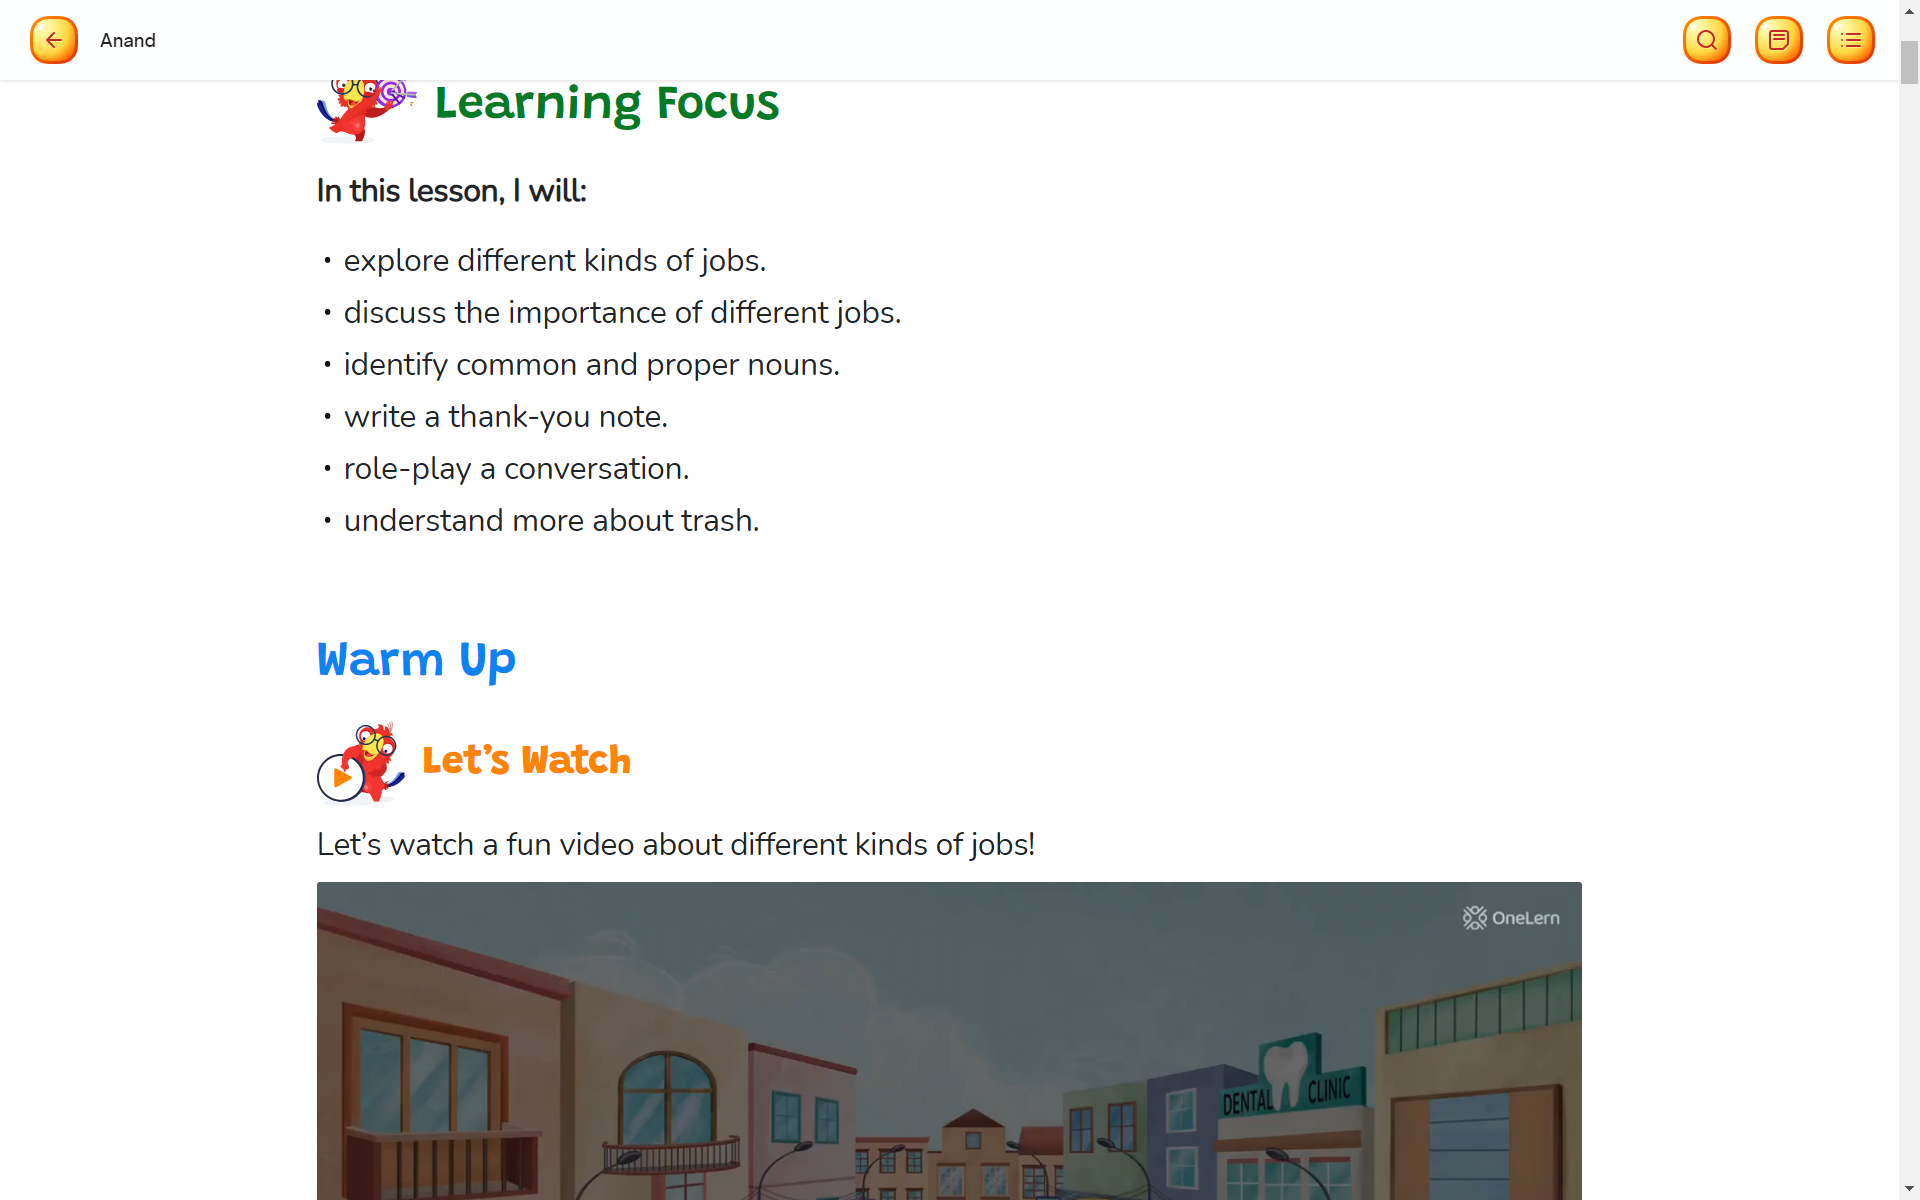 Anand
Learning Focus
In this lesson, I will:
• explore different kinds of jobs.
• discuss the importance of different jobs.
• identify common and proper nouns.
• write a thank-you note.
• role-play a conversation.
• understand more about trash.
Warm Up
Let’s Watch
Let’s watch a fun video about different kinds of jobs!
OneLern
DENTAL CLINIC